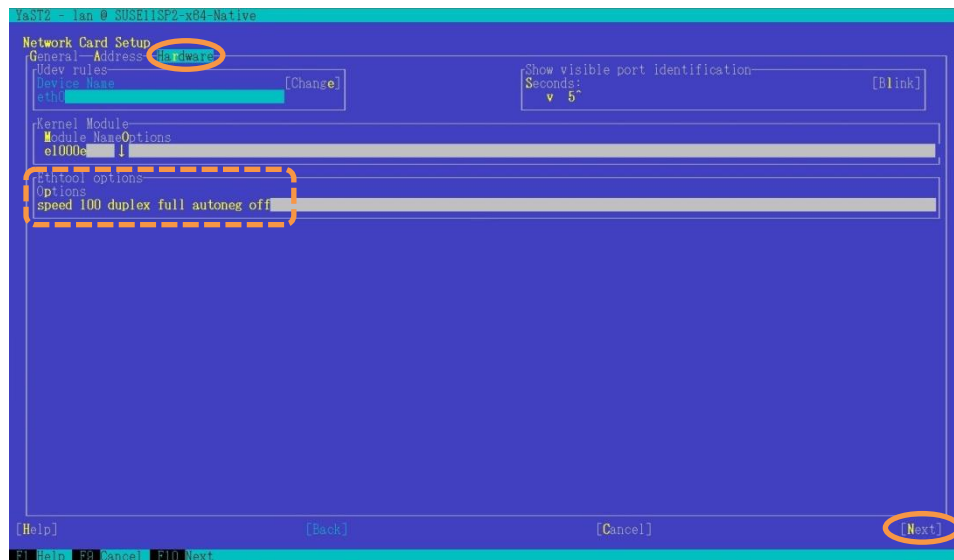 YaST2 - lan @ SUSE11SP2-x64-Native
Network Card Setup
General Address Hardware
Udev rules
Device Name [Change]
eth0
Show visible port identification
Seconds: [Blink]
v 5^
Kernel Module
Module Name Options
e1000e ↓
Ethtool options
Options
speed 100 duplex full autoneg off
[Help] [Back] [Cancel] [Next]
F1 Help F9 Cancel F10 Next